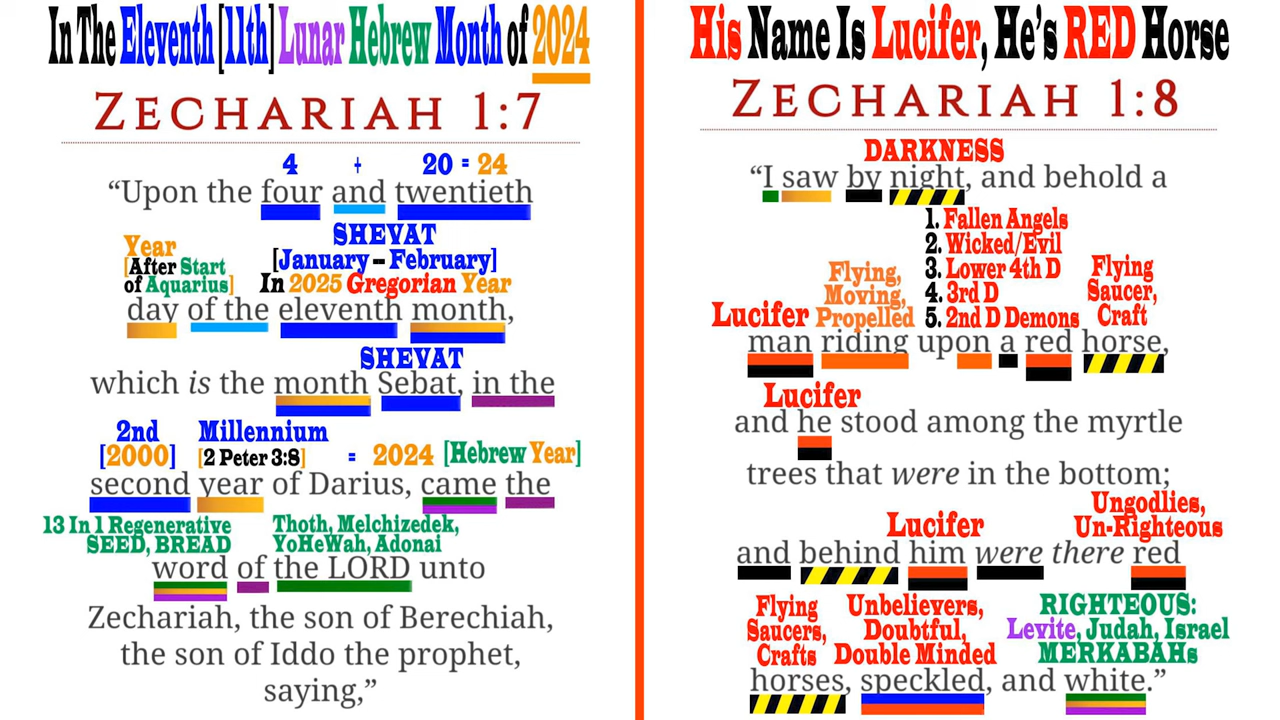 In The Eleventh [11th] Lunar Hebrew Month of 2024
ZECHARIAH 1:7
4 + 20 = 24
“Upon the four and twentieth
SHEVAT
Year [January – February]
[After Start
of Aquarius] In 2025 Gregorian Year
day of the eleventh month,
SHEVAT
which is the month Sebat, in the
2nd Millennium
[2000] [2 Peter 3:8] = 2024 [Hebrew Year]
second year of Darius, came the
13 In 1 Regenerative Thoth, Melchizedek,
SEED, BREAD YoHeWah, Adonai
word of the LORD unto
Zechariah, the son of Berechiah,
the son of Iddo the prophet,
saying,”
His Name Is Lucifer, He’s RED Horse
ZECHARIAH 1:8
DARKNESS
“I saw by night, and behold a
1. Fallen Angels
2. Wicked/Evil
Flying, 3. Lower 4th D Flying
Moving, 4. 3rd D Saucer,
Lucifer Propelled 5. 2nd D Demons Craft
man riding upon a red horse,
Lucifer
and he stood among the myrtle
trees that were in the bottom;
Ungodlies,
Lucifer Un-Righteous
and behind him were there red
Flying Unbelievers, RIGHTEOUS:
Saucers, Doubtful, Levite, Judah, Israel
Crafts Double Minded MERKABAHs
horses, speckled, and white.”